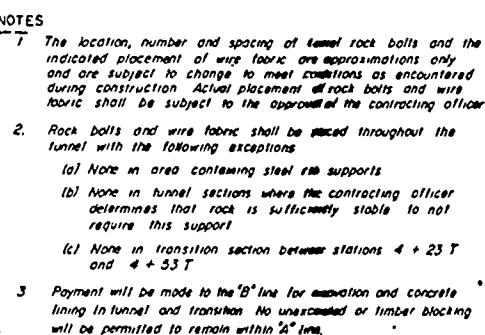 NOTES
1 The location, number and spacing of tunnel rock bolts and the
indicated placement of wire fabric are approximations only
and are subject to change to meet conditions as encountered
during construction Actual placement of rock bolts and wire
fabric shall be subject to the approval of the contracting officer
2. Rock bolts and wire fabric shall be placed throughout the
tunnel with the following exceptions
(a) None in area containing steel rib supports
(b) None in tunnel sections where the contracting officer
determines that rock is sufficiently stable to not
require this support
(c) None in transition section between stations 4 + 23 T
and 4 + 53 T
3 Payment will be made to the "B" line for excavation and concrete
lining in tunnel and transition No unexcavated or timber blocking
will be permitted to remain within "A" line.